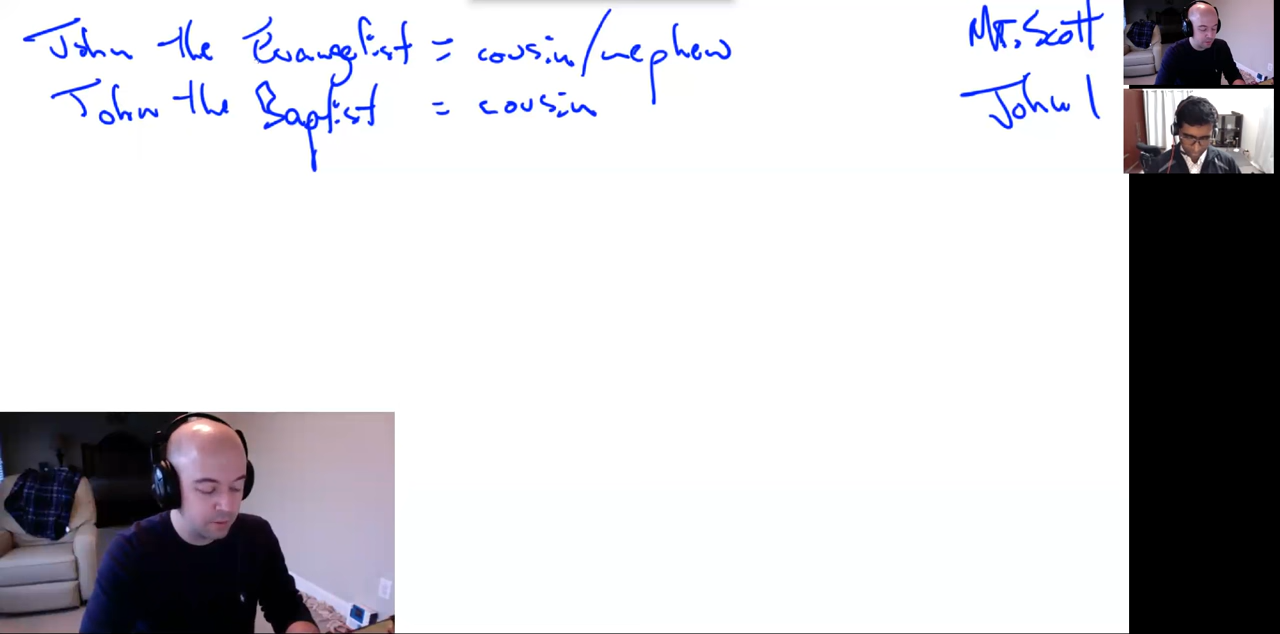 John the Evangelist = cousin/nephew
John the Baptist = cousin
Mr. Scott
John 1